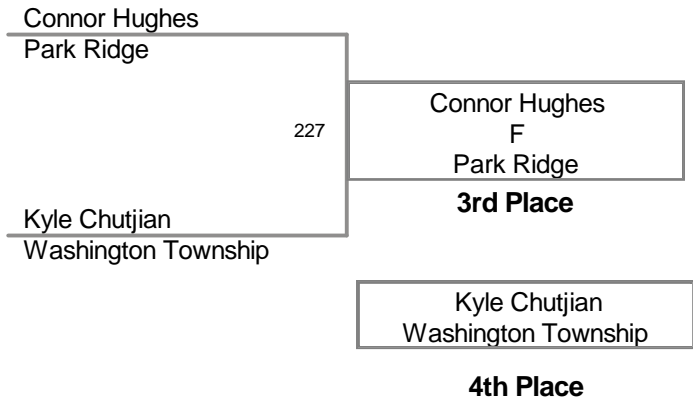 Connor Hughes
Park Ridge
227
Connor Hughes
F
Park Ridge
3rd Place
Kyle Chutjian
Washington Township
Kyle Chutjian
Washington Township
4th Place